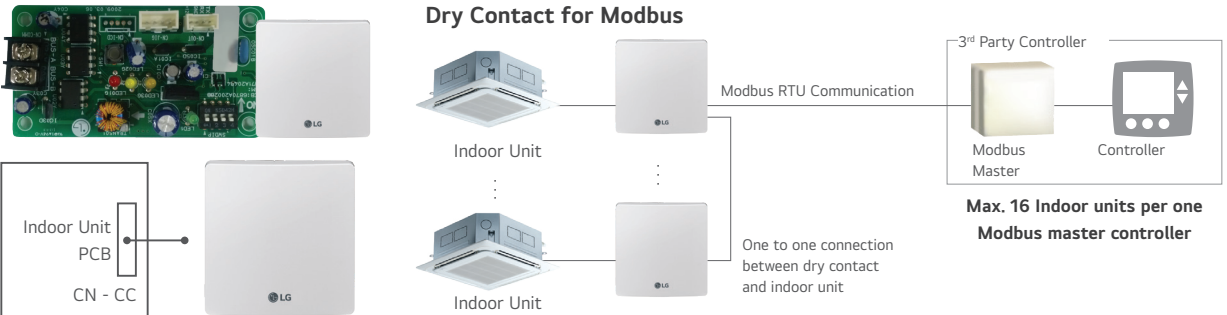 Dry Contact for Modbus
LG
Indoor Unit
Modbus RTU Communication
3rd Party Controller
Modbus
Master
Controller
Max. 16 Indoor units per one
Modbus master controller
Indoor Unit
PCB
CN - CC
LG
LG
One to one connection
between dry contact
and indoor unit
Indoor Unit
LG